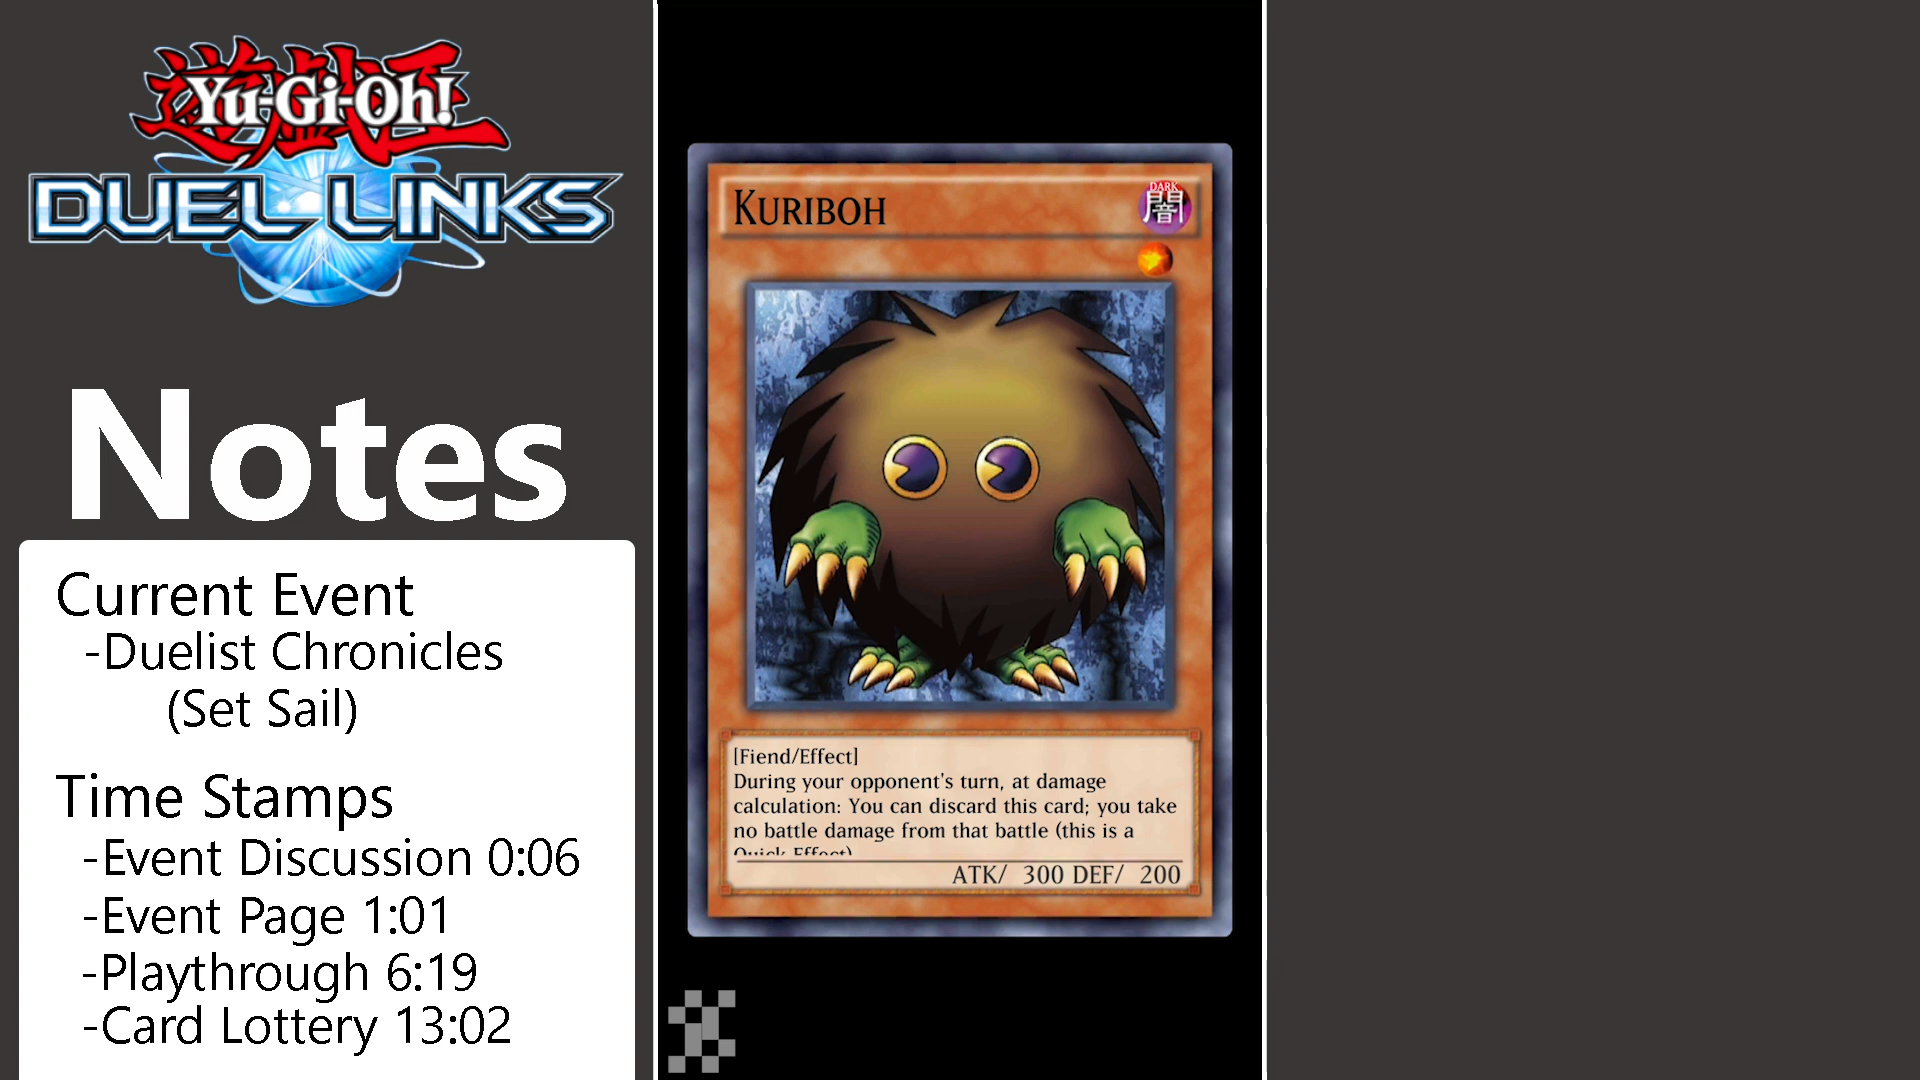 遊戯王
Yu-Gi-Oh!
DUEL LINKS
Notes
Current Event
-Duelist Chronicles
(Set Sail)
Time Stamps
-Event Discussion 0:06
-Event Page 1:01
-Playthrough 6:19
-Card Lottery 13:02
KURIBOH
DARK
闇
[Fiend/Effect]
During your opponent's turn, at damage
calculation: You can discard this card; you take
no battle damage from that battle (this is a
Quick Effect)
ATK/ 300 DEF/ 200